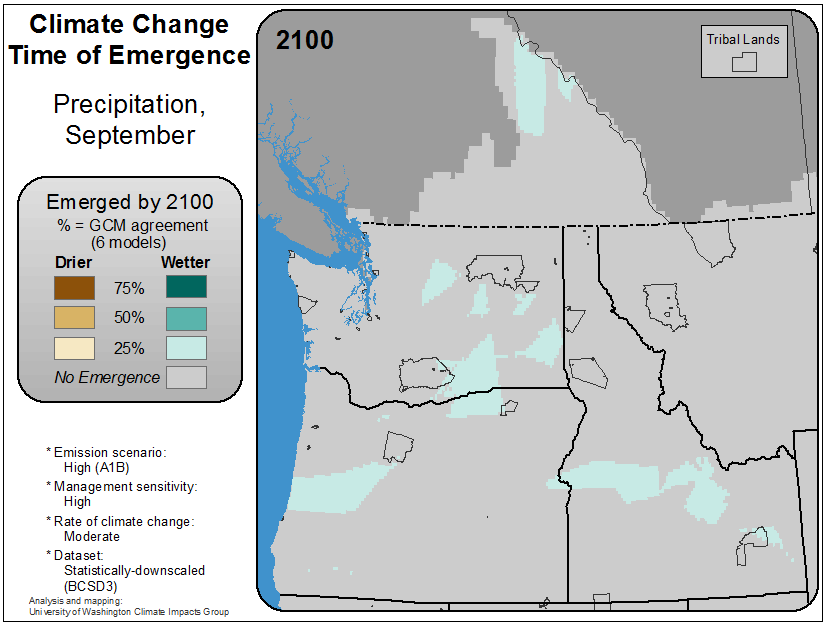 Climate Change
Time of Emergence
Precipitation,
September
Emerged by 2100
% = GCM agreement
(6 models)
Drier Wetter
75%
50%
25%
No Emergence
* Emission scenario:
High (A1B)
* Management sensitivity:
High
* Rate of climate change:
Moderate
* Dataset:
Statistically-downscaled
(BCSD3)
Analysis and mapping:
University of Washington Climate Impacts Group
2100
Tribal Lands